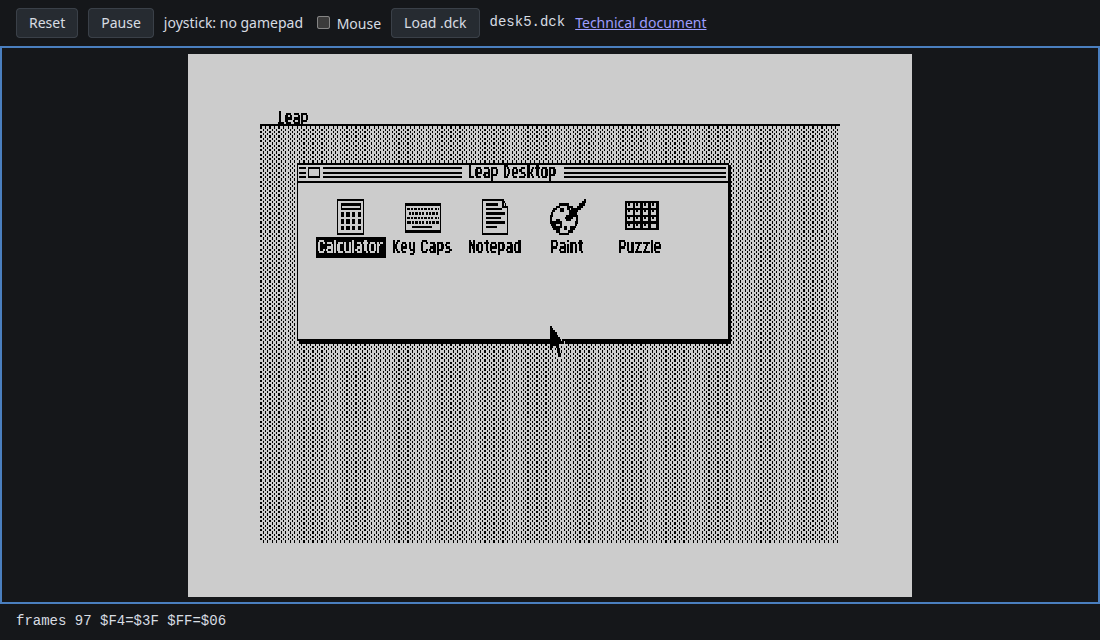 Reset Pause joystick: no gamepad Mouse Load .dck desk5.dck Technical document
Leap
Leap Desktop
Calculator Key Caps Notepad Paint Puzzle
frames 97 $F4=$3F $FF=$06